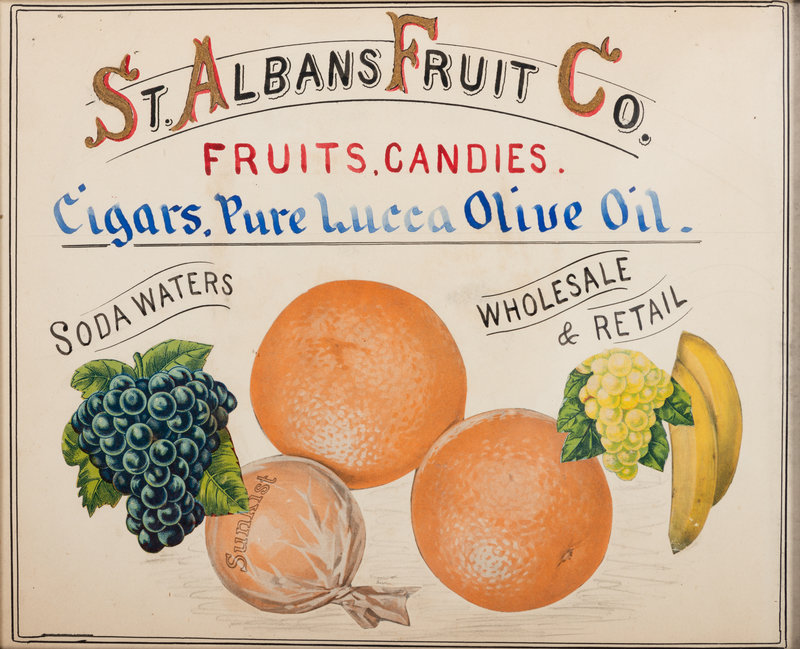 St. Albans Fruit Co.
FRUITS, CANDIES.
Cigars, Pure Lucca Olive Oil.
SODA WATERS
WHOLESALE
& RETAIL
Sunkist